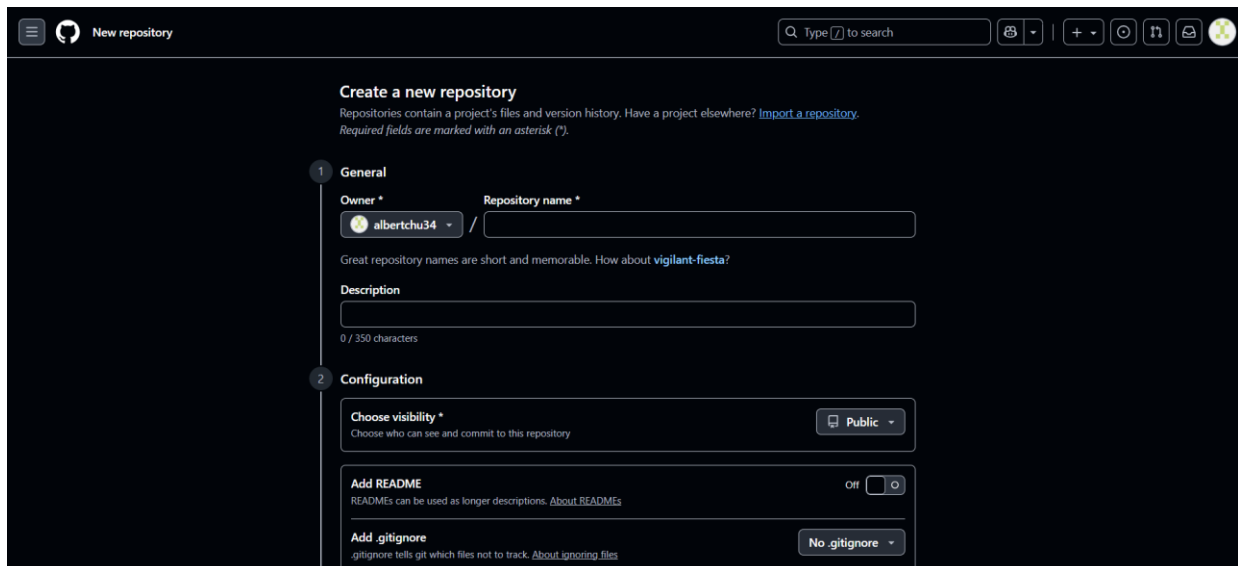 New repository
Type / to search
Create a new repository
Repositories contain a project's files and version history. Have a project elsewhere? Import a repository.
Required fields are marked with an asterisk (*).
1 General
Owner * Repository name *
albertchu34 /
Great repository names are short and memorable. How about vigilant-fiesta?
Description
0 / 350 characters
2 Configuration
Choose visibility * Public
Choose who can see and commit to this repository
Add README Off
READMEs can be used as longer descriptions. About READMEs
Add .gitignore No .gitignore
.gitignore tells git which files not to track. About ignoring files